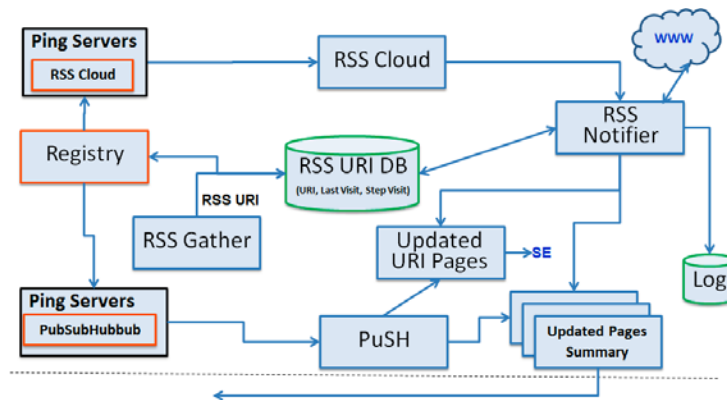 Ping Servers
RSS Cloud
RSS Cloud
WWW
Registry
RSS URI DB
(URI, Last Visit, Step Visit)
RSS
Notifier
RSS URI
RSS Gather
Updated
URI Pages
SE
Log
Ping Servers
PubSubHubbub
PuSH
Updated Pages
Summary